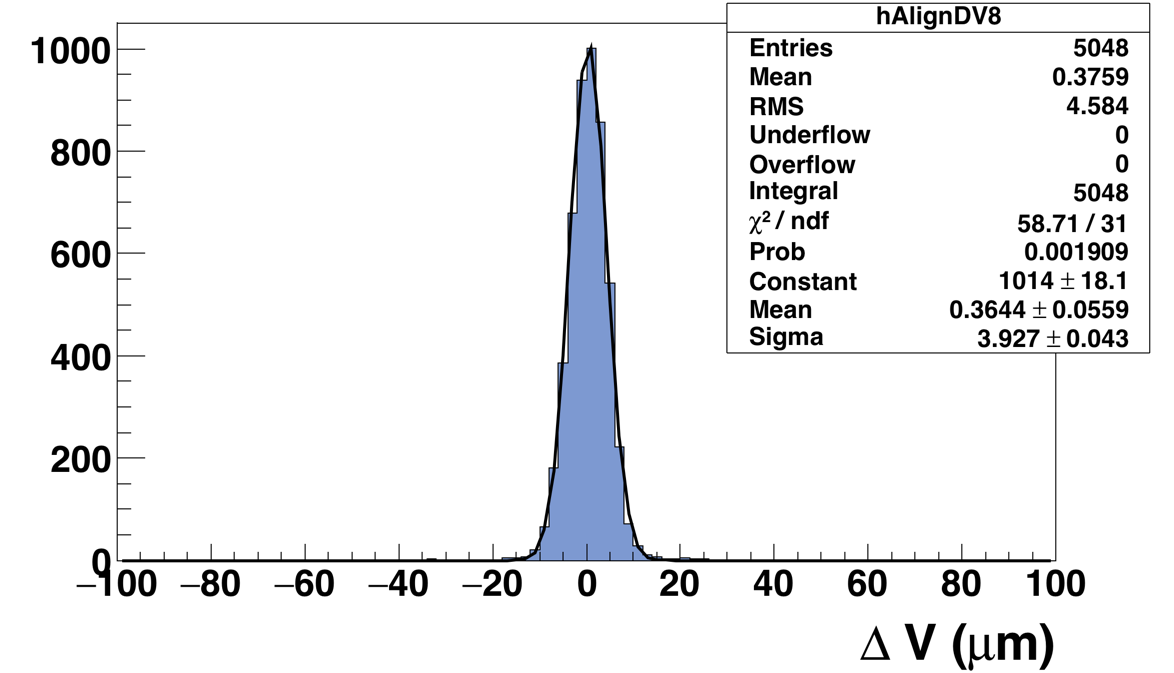 hAlignDV8
Entries 5048
Mean 0.3759
RMS 4.584
Underflow 0
Overflow 0
Integral 5048
χ² / ndf 58.71 / 31
Prob 0.001909
Constant 1014 ± 18.1
Mean 0.3644 ± 0.0559
Sigma 3.927 ± 0.043
1000
800
600
400
200
0
−100 −80 −60 −40 −20 0 20 40 60 80 100
Δ V (μm)